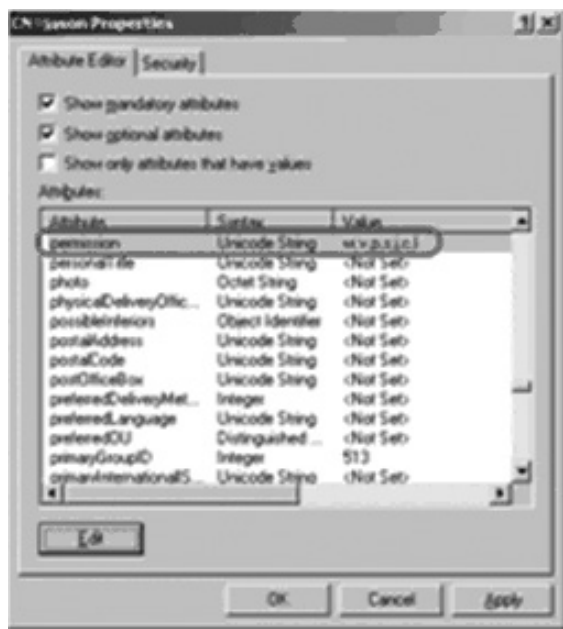 Properties
Attribute Editor Security
Show mandatory attributes
Show optional attributes
Show only attributes that have values
Attributes:
Attribute Syntax Value
permission Unicode String
personalTitle Unicode String <Not Set>
photo Octet String <Not Set>
physicalDeliveryOffic... <Not Set>
possibleInferiors Object Identifier <Not Set>
postalAddress Unicode String <Not Set>
postalCode Unicode String <Not Set>
postOfficeBox Unicode String <Not Set>
preferredDeliveryMet... Integer <Not Set>
preferredLanguage Unicode String <Not Set>
preferredOU Distinguished ... <Not Set>
primaryGroupID Integer 513
primaryInternationalIS... Unicode String <Not Set>
Edit
OK Cancel Apply